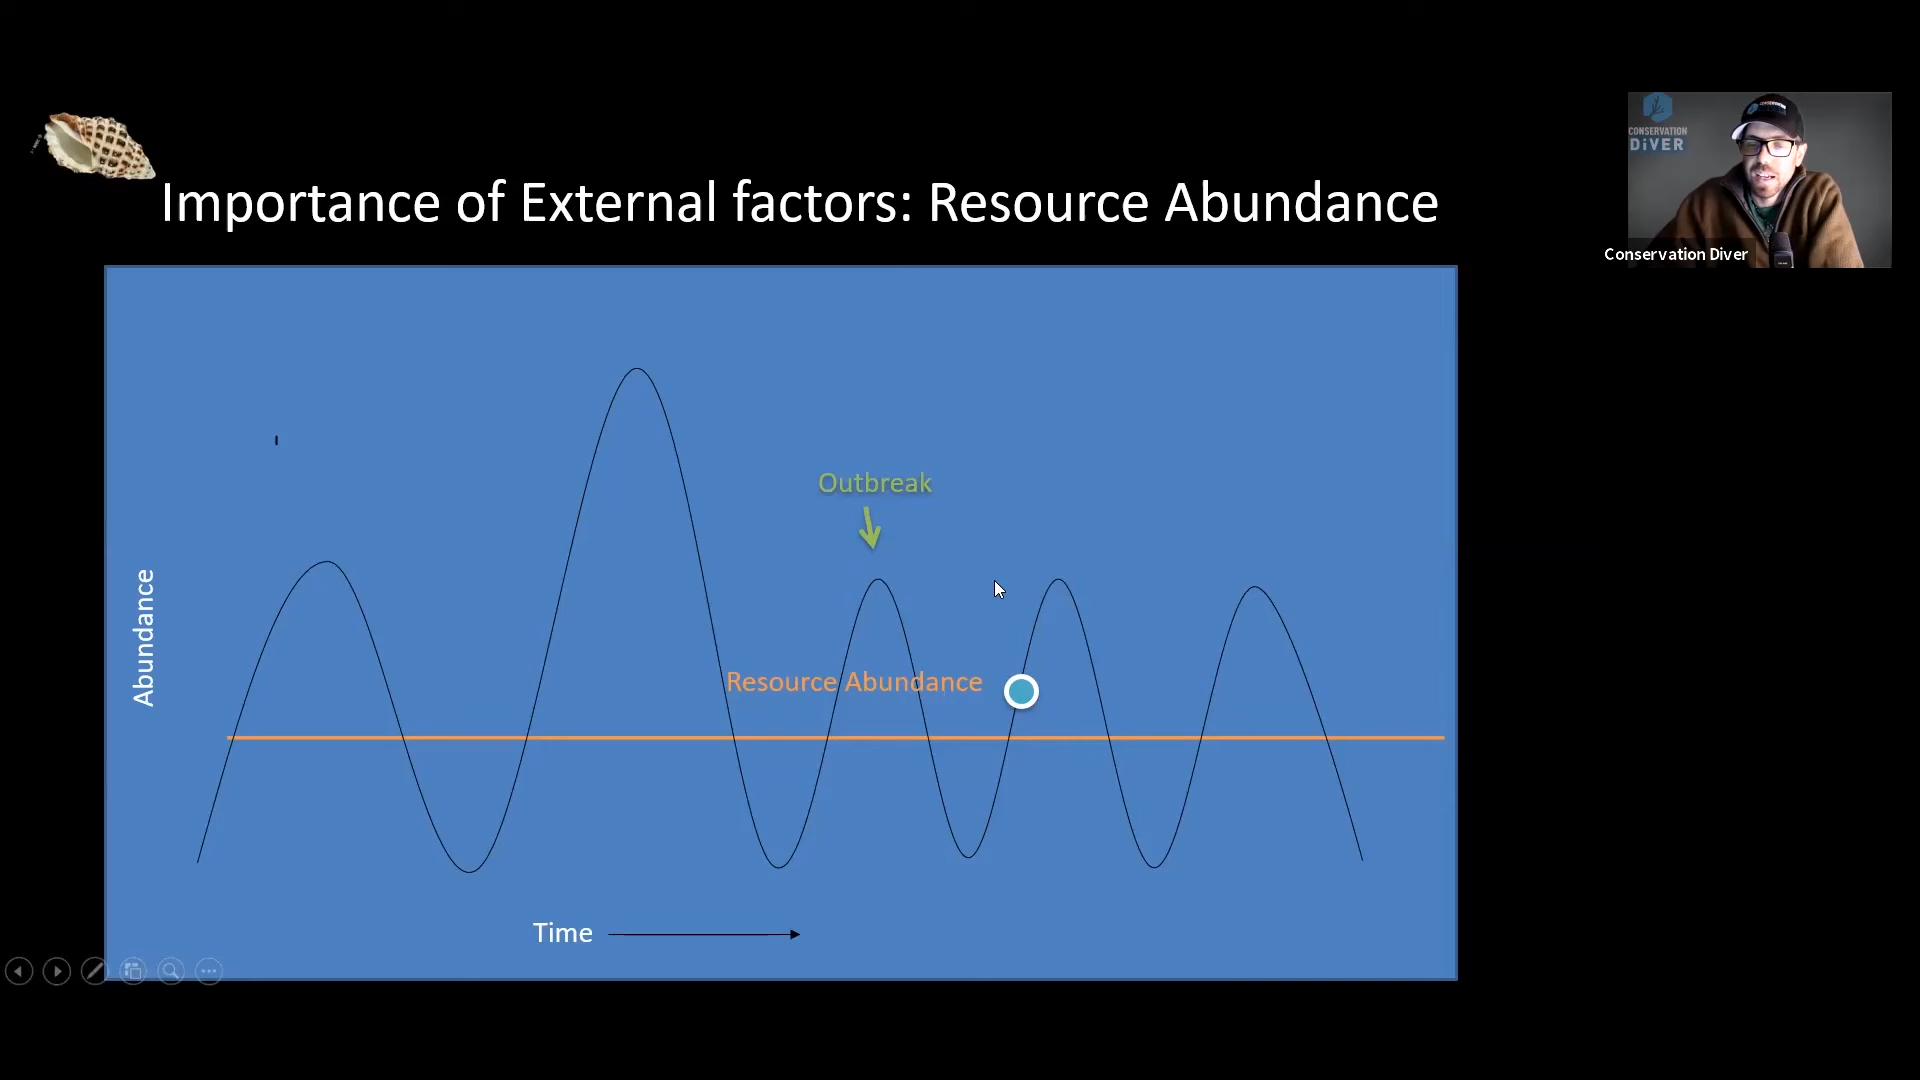 Importance of External factors: Resource Abundance
CONSERVATION
DiVER
Conservation Diver
Outbreak
Abundance
Resource Abundance
Time